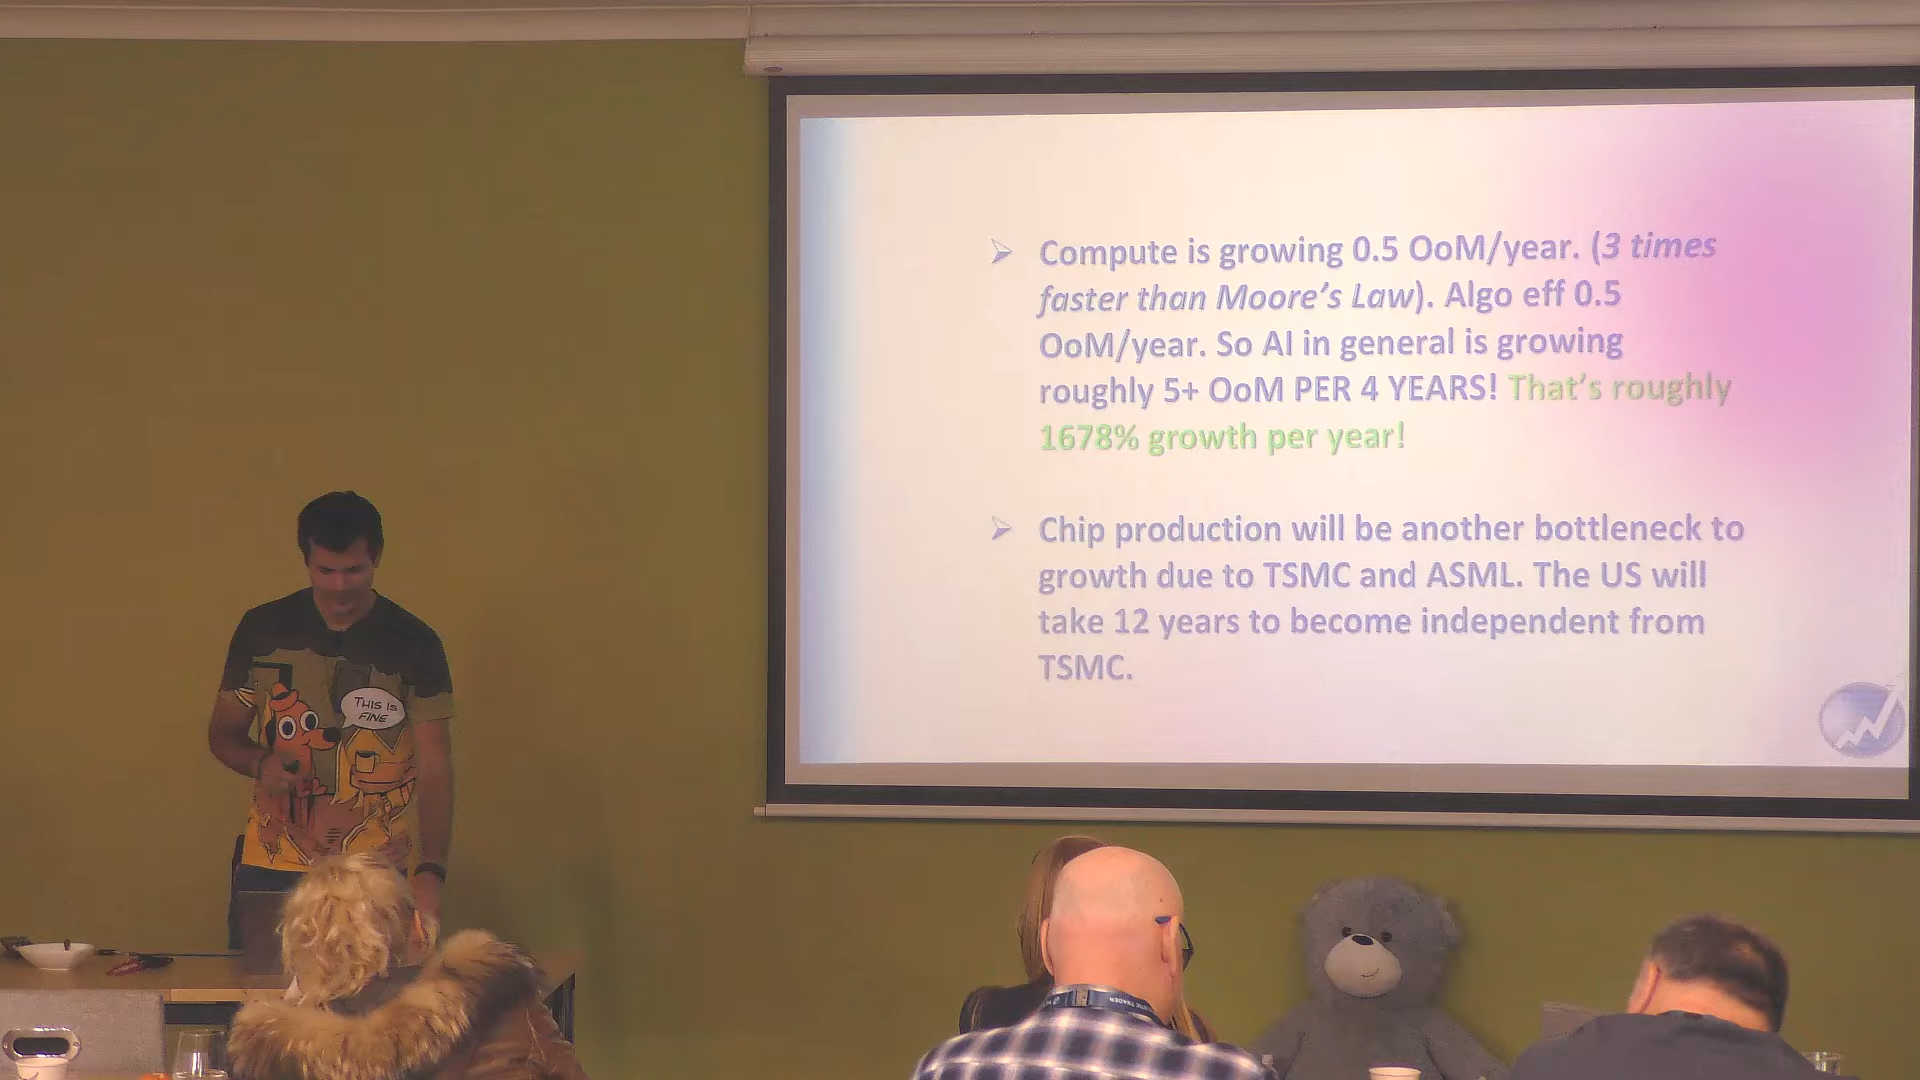 Compute is growing 0.5 OoM/year. (3 times
faster than Moore's Law). Algo eff 0.5
OoM/year. So AI in general is growing
roughly 5+ OoM PER 4 YEARS! That's roughly
1678% growth per year!
Chip production will be another bottleneck to
growth due to TSMC and ASML. The US will
take 12 years to become independent from
TSMC.
THIS IS
FINE